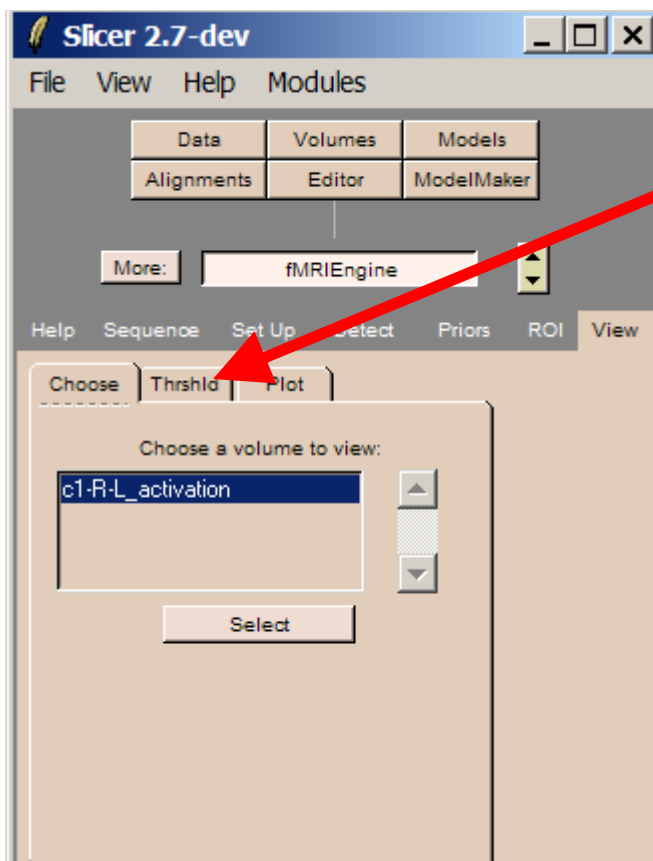 Slicer 2.7-dev
File View Help Modules
Data Volumes Models
Alignments Editor ModelMaker
More: fMRIEngine
Help Sequence Set Up Detect Priors ROI View
Choose Thrshld Plot
Choose a volume to view:
c1-R-L_activation
Select